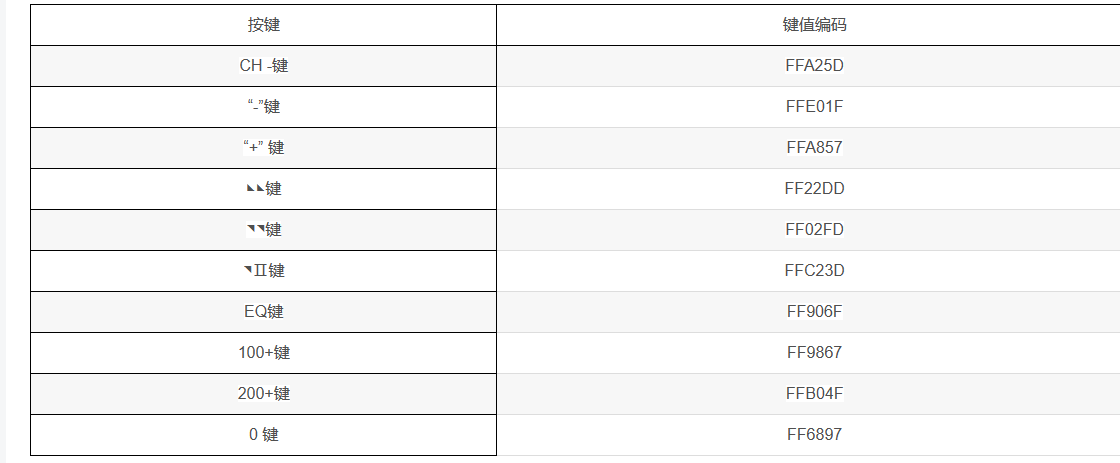 按键 键值编码
CH -键 FFA25D
“-”键 FFE01F
“+” 键 FFA857
◣◣键 FF22DD
◥◥键 FF02FD
◥Ⅱ键 FFC23D
EQ键 FF906F
100+键 FF9867
200+键 FFB04F
0 键 FF6897